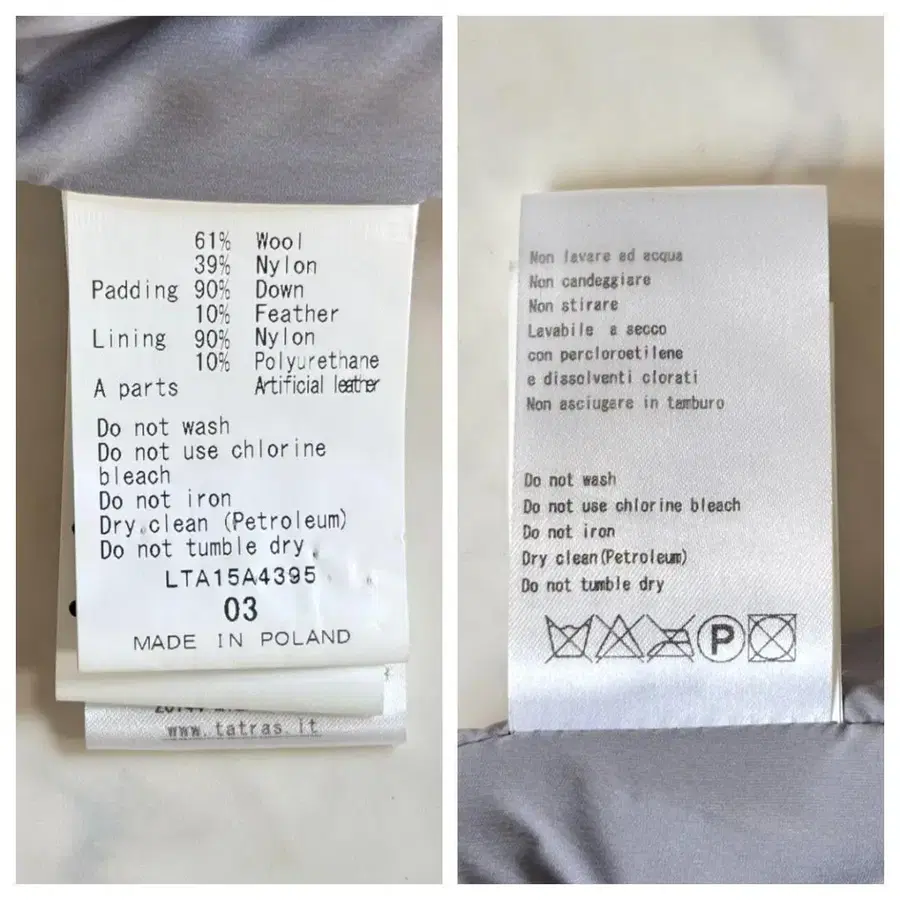 61% Wool
39% Nylon
Padding 90% Down
10% Feather
Lining 90% Nylon
10% Polyurethane
A parts Artificial leather
Do not wash
Do not use chlorine
bleach
Do not iron
Dry clean (Petroleum)
Do not tumble dry
LTA15A4395
03
MADE IN POLAND
www.tatras.it
Non lavare ad acqua
Non candeggiare
Non stirare
Lavabile a secco
con percloroetilene
e dissolventi clorati
Non asciugare in tamburo
Do not wash
Do not use chlorine bleach
Do not iron
Dry clean(Petroleum)
Do not tumble dry
P